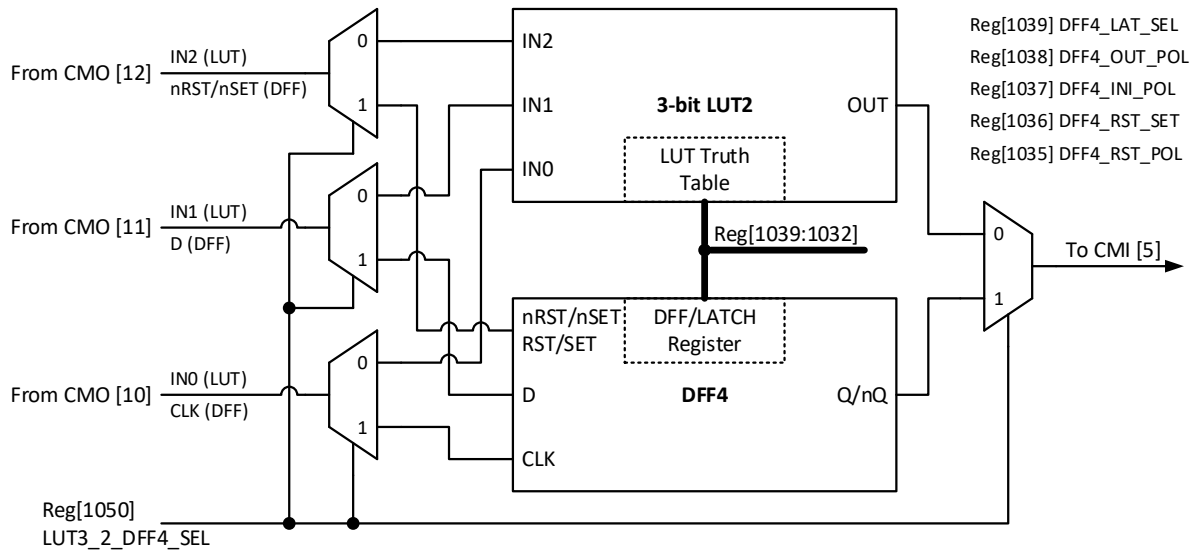 From CMO [12]
IN2 (LUT)
nRST/nSET (DFF)
0
1
IN2
IN1
IN0
3-bit LUT2
OUT
LUT Truth
Table
Reg[1039] DFF4_LAT_SEL
Reg[1038] DFF4_OUT_POL
Reg[1037] DFF4_INI_POL
Reg[1036] DFF4_RST_SET
Reg[1035] DFF4_RST_POL
From CMO [11]
IN1 (LUT)
D (DFF)
0
1
Reg[1039:1032]
0
1
To CMI [5]
nRST/nSET
RST/SET
DFF/LATCH
Register
D
DFF4
Q/nQ
CLK
From CMO [10]
IN0 (LUT)
CLK (DFF)
0
1
Reg[1050]
LUT3_2_DFF4_SEL